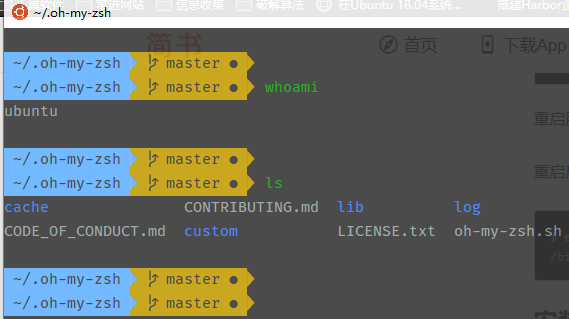 建网站
信息收集
破解算法
在Ubuntu 18.04系统...
搭建Harbor企
~/.oh-my-zsh
简书
首页
下载App
~/.oh-my-zsh master ●
~/.oh-my-zsh master ● whoami
ubuntu
重启
~/.oh-my-zsh master ●
重启
~/.oh-my-zsh master ● ls
cache CONTRIBUTING.md lib log
CODE_OF_CONDUCT.md custom LICENSE.txt oh-my-zsh.sh
~/.oh-my-zsh master ●
~/.oh-my-zsh master ●